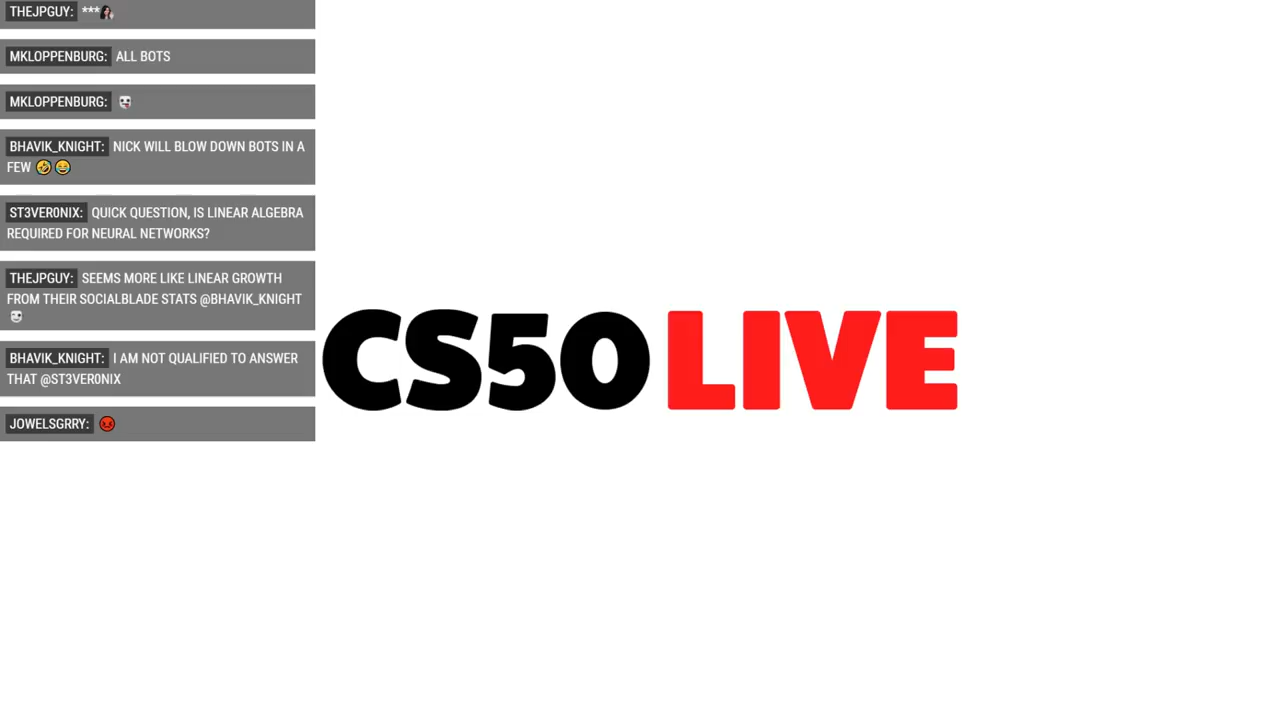 THEJPGUY: ***
MKLOPPENBURG: ALL BOTS
MKLOPPENBURG:
BHAVIK_KNIGHT: NICK WILL BLOW DOWN BOTS IN A
FEW 🤣😂
ST3VER0NIX: QUICK QUESTION, IS LINEAR ALGEBRA
REQUIRED FOR NEURAL NETWORKS?
THEJPGUY: SEEMS MORE LIKE LINEAR GROWTH
FROM THEIR SOCIALBLADE STATS @BHAVIK_KNIGHT
BHAVIK_KNIGHT: I AM NOT QUALIFIED TO ANSWER
THAT @ST3VER0NIX
JOWELSGRRY: 😡
CS50 LIVE